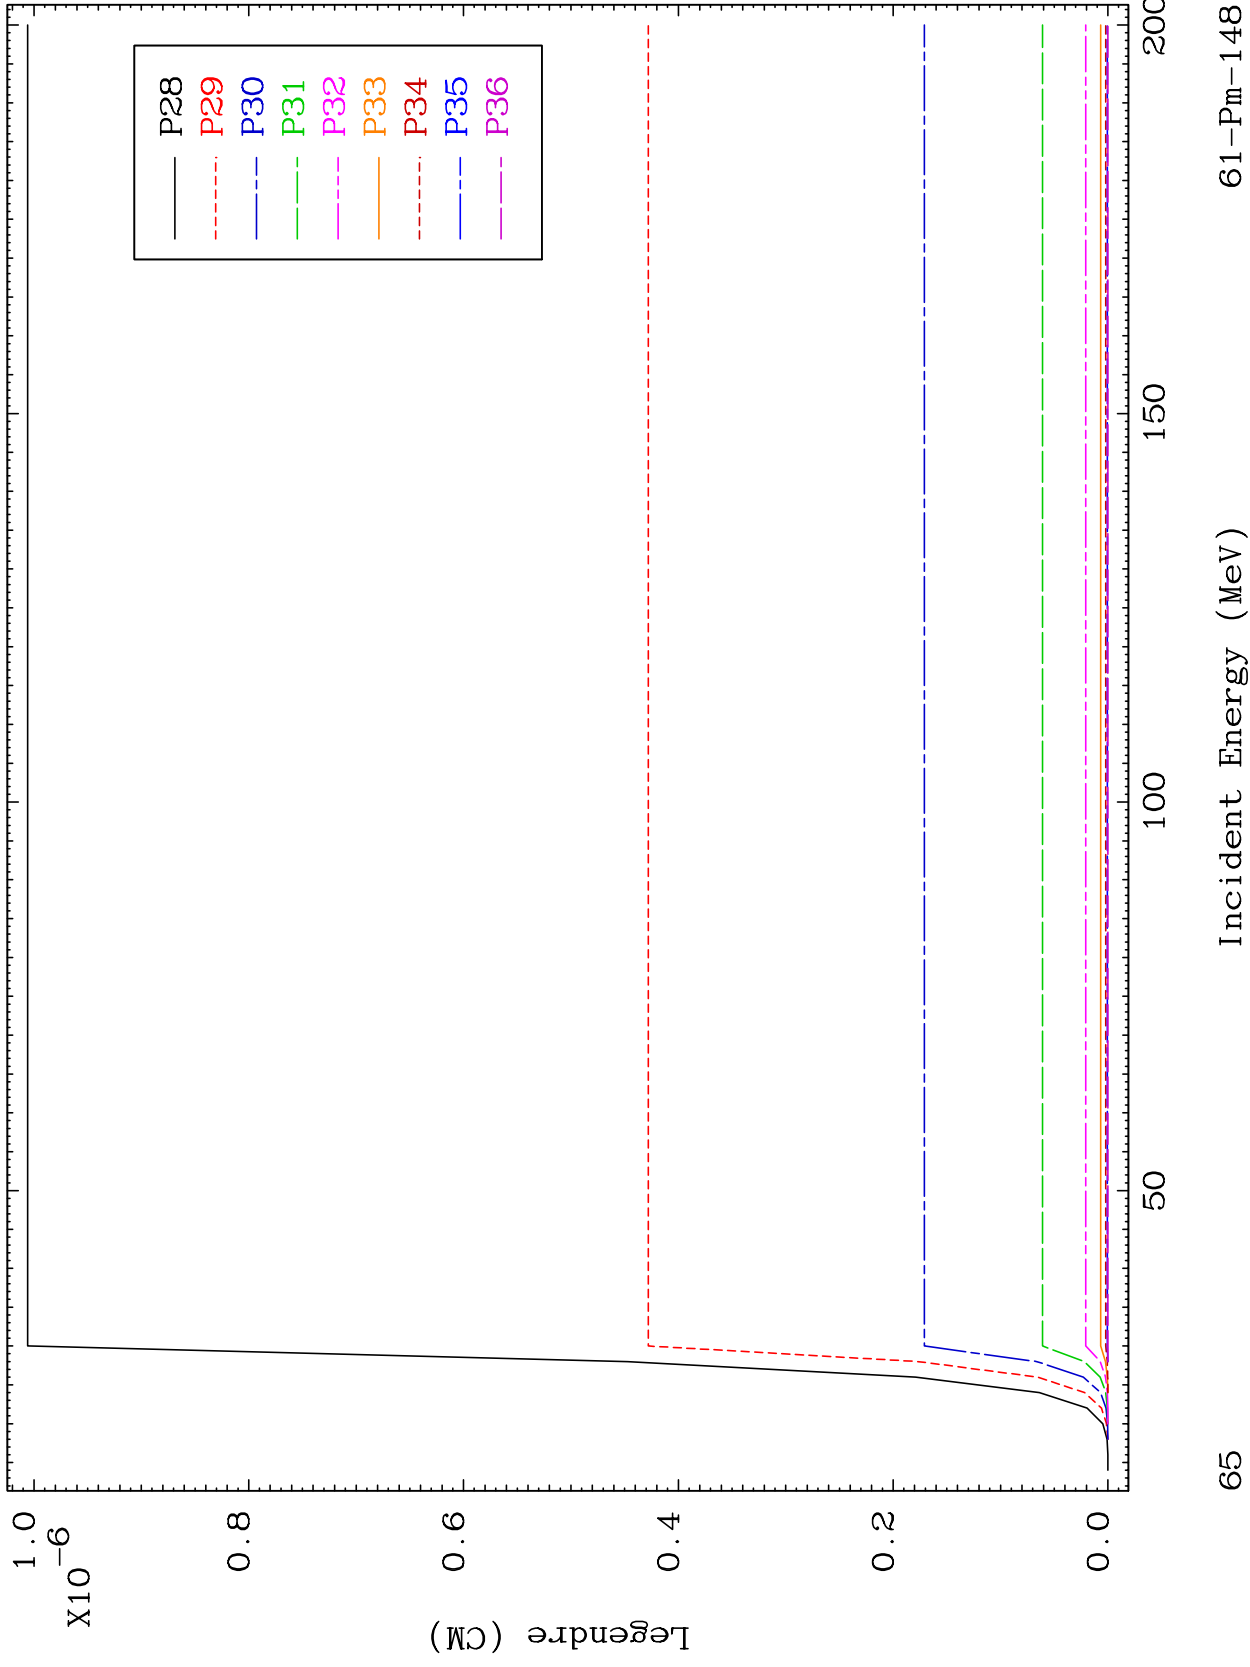 1.0
X10-6
0.8
0.6
0.4
0.2
0.0
Legendre (CM)
P28
P29
P30
P31
P32
P33
P34
P35
P36
50
100
150
200
65
Incident Energy (MeV)
61-Pm-148